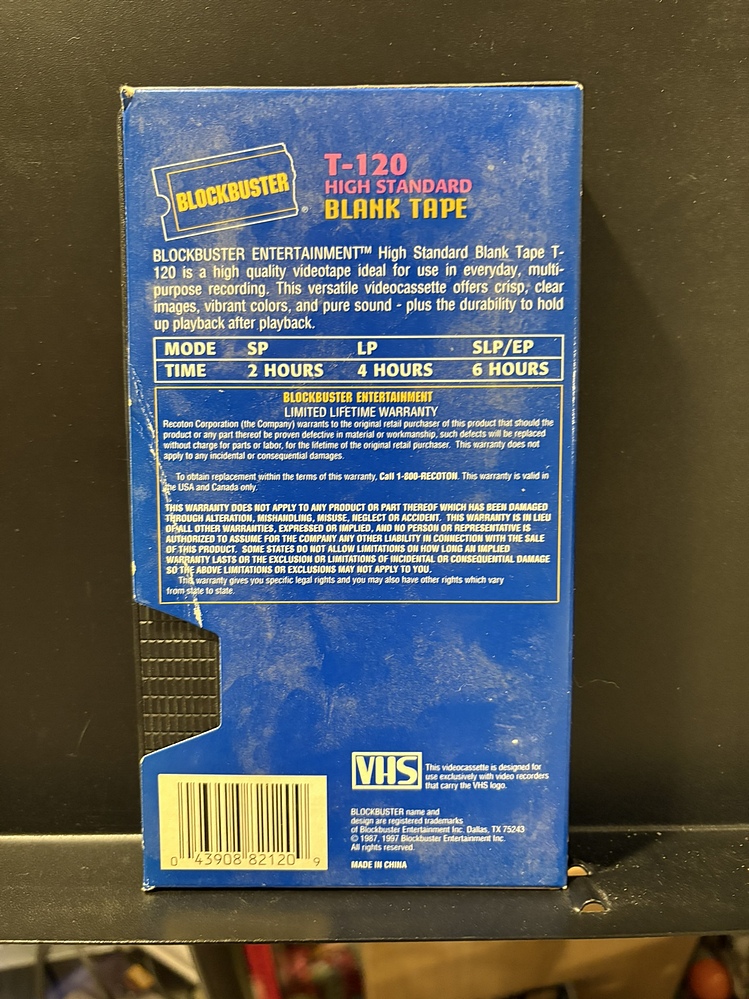 BLOCKBUSTER®
T-120
HIGH STANDARD
BLANK TAPE
BLOCKBUSTER ENTERTAINMENT™ High Standard Blank Tape T-
120 is a high quality videotape ideal for use in everyday, multi-
purpose recording. This versatile videocassette offers crisp, clear
images, vibrant colors, and pure sound - plus the durability to hold
up playback after playback.
MODE SP LP SLP/EP
TIME 2 HOURS 4 HOURS 6 HOURS
BLOCKBUSTER ENTERTAINMENT
LIMITED LIFETIME WARRANTY
Recoton Corporation (the Company) warrants to the original retail purchaser of this product that should the
product or any part thereof be proven defective in material or workmanship, such defects will be replaced
without charge for parts or labor, for the lifetime of the original retail purchaser. This warranty does not
apply to any incidental or consequential damages.
To obtain replacement within the terms of this warranty, Call 1-800-RECOTON. This warranty is valid in
the USA and Canada only.
THIS WARRANTY DOES NOT APPLY TO ANY PRODUCT OR PART THEREOF WHICH HAS BEEN DAMAGED
THROUGH ALTERATION, MISHANDLING, MISUSE, NEGLECT OR ACCIDENT. THIS WARRANTY IS IN LIEU
OF ALL OTHER WARRANTIES, EXPRESSED OR IMPLIED, AND NO PERSON OR REPRESENTATIVE IS
AUTHORIZED TO ASSUME FOR THE COMPANY ANY OTHER LIABILITY IN CONNECTION WITH THE SALE
OF THIS PRODUCT. SOME STATES DO NOT ALLOW LIMITATIONS ON HOW LONG AN IMPLIED
WARRANTY LASTS OR THE EXCLUSION OR LIMITATIONS OF INCIDENTAL OR CONSEQUENTIAL DAMAGE
SO THE ABOVE LIMITATIONS OR EXCLUSIONS MAY NOT APPLY TO YOU.
This warranty gives you specific legal rights and you may also have other rights which vary
from state to state.
VHS
This videocassette is designed for
use exclusively with video recorders
that carry the VHS logo.
BLOCKBUSTER name and
design are registered trademarks
of Blockbuster Entertainment Inc. Dallas, TX 75243
© 1987, 1997 Blockbuster Entertainment Inc.
All rights reserved.
MADE IN CHINA
0 43908 82120 9